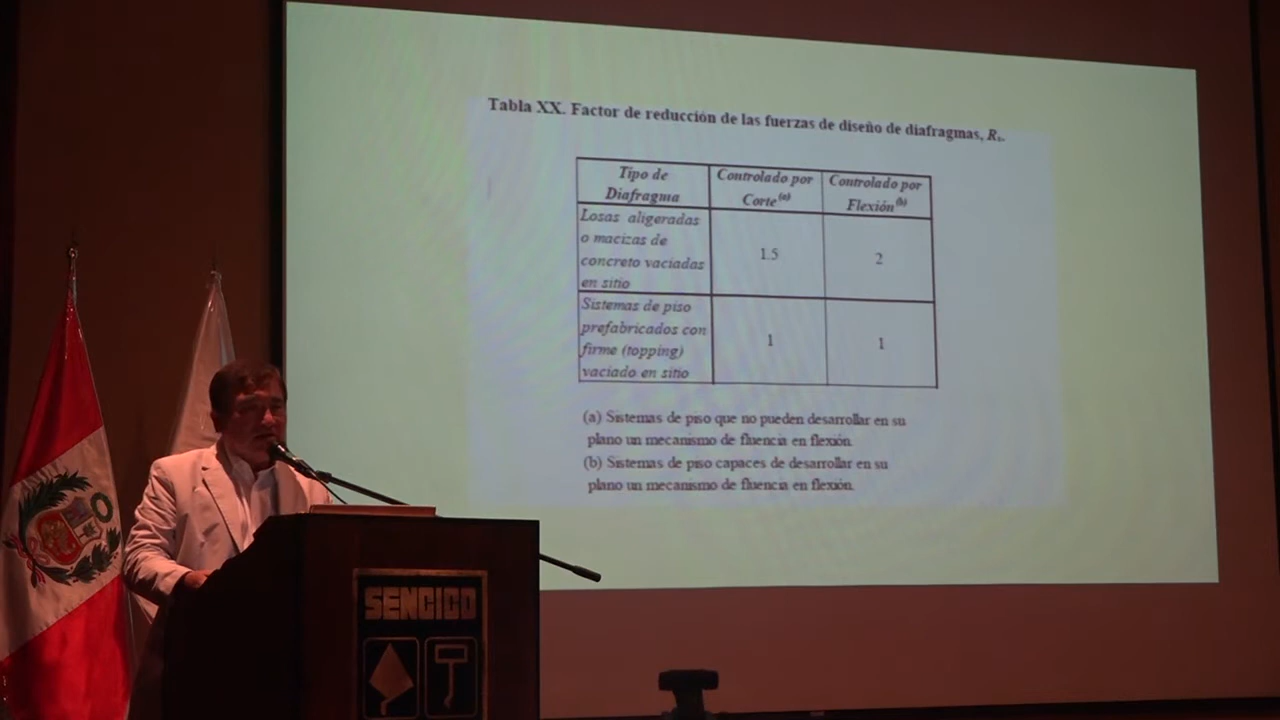 Tabla XX. Factor de reducción de las fuerzas de diseño de diafragmas, Rs.
Tipo de Diafragma
Controlado por Corte (a)
Controlado por Flexión (b)
Losas aligeradas
o macizas de
concreto vaciadas
en sitio
1.5
2
Sistemas de piso
prefabricados con
firme (topping)
vaciado en sitio
1
1
(a) Sistemas de piso que no pueden desarrollar en su
plano un mecanismo de fluencia en flexión.
(b) Sistemas de piso capaces de desarrollar en su
plano un mecanismo de fluencia en flexión.
SENCICO